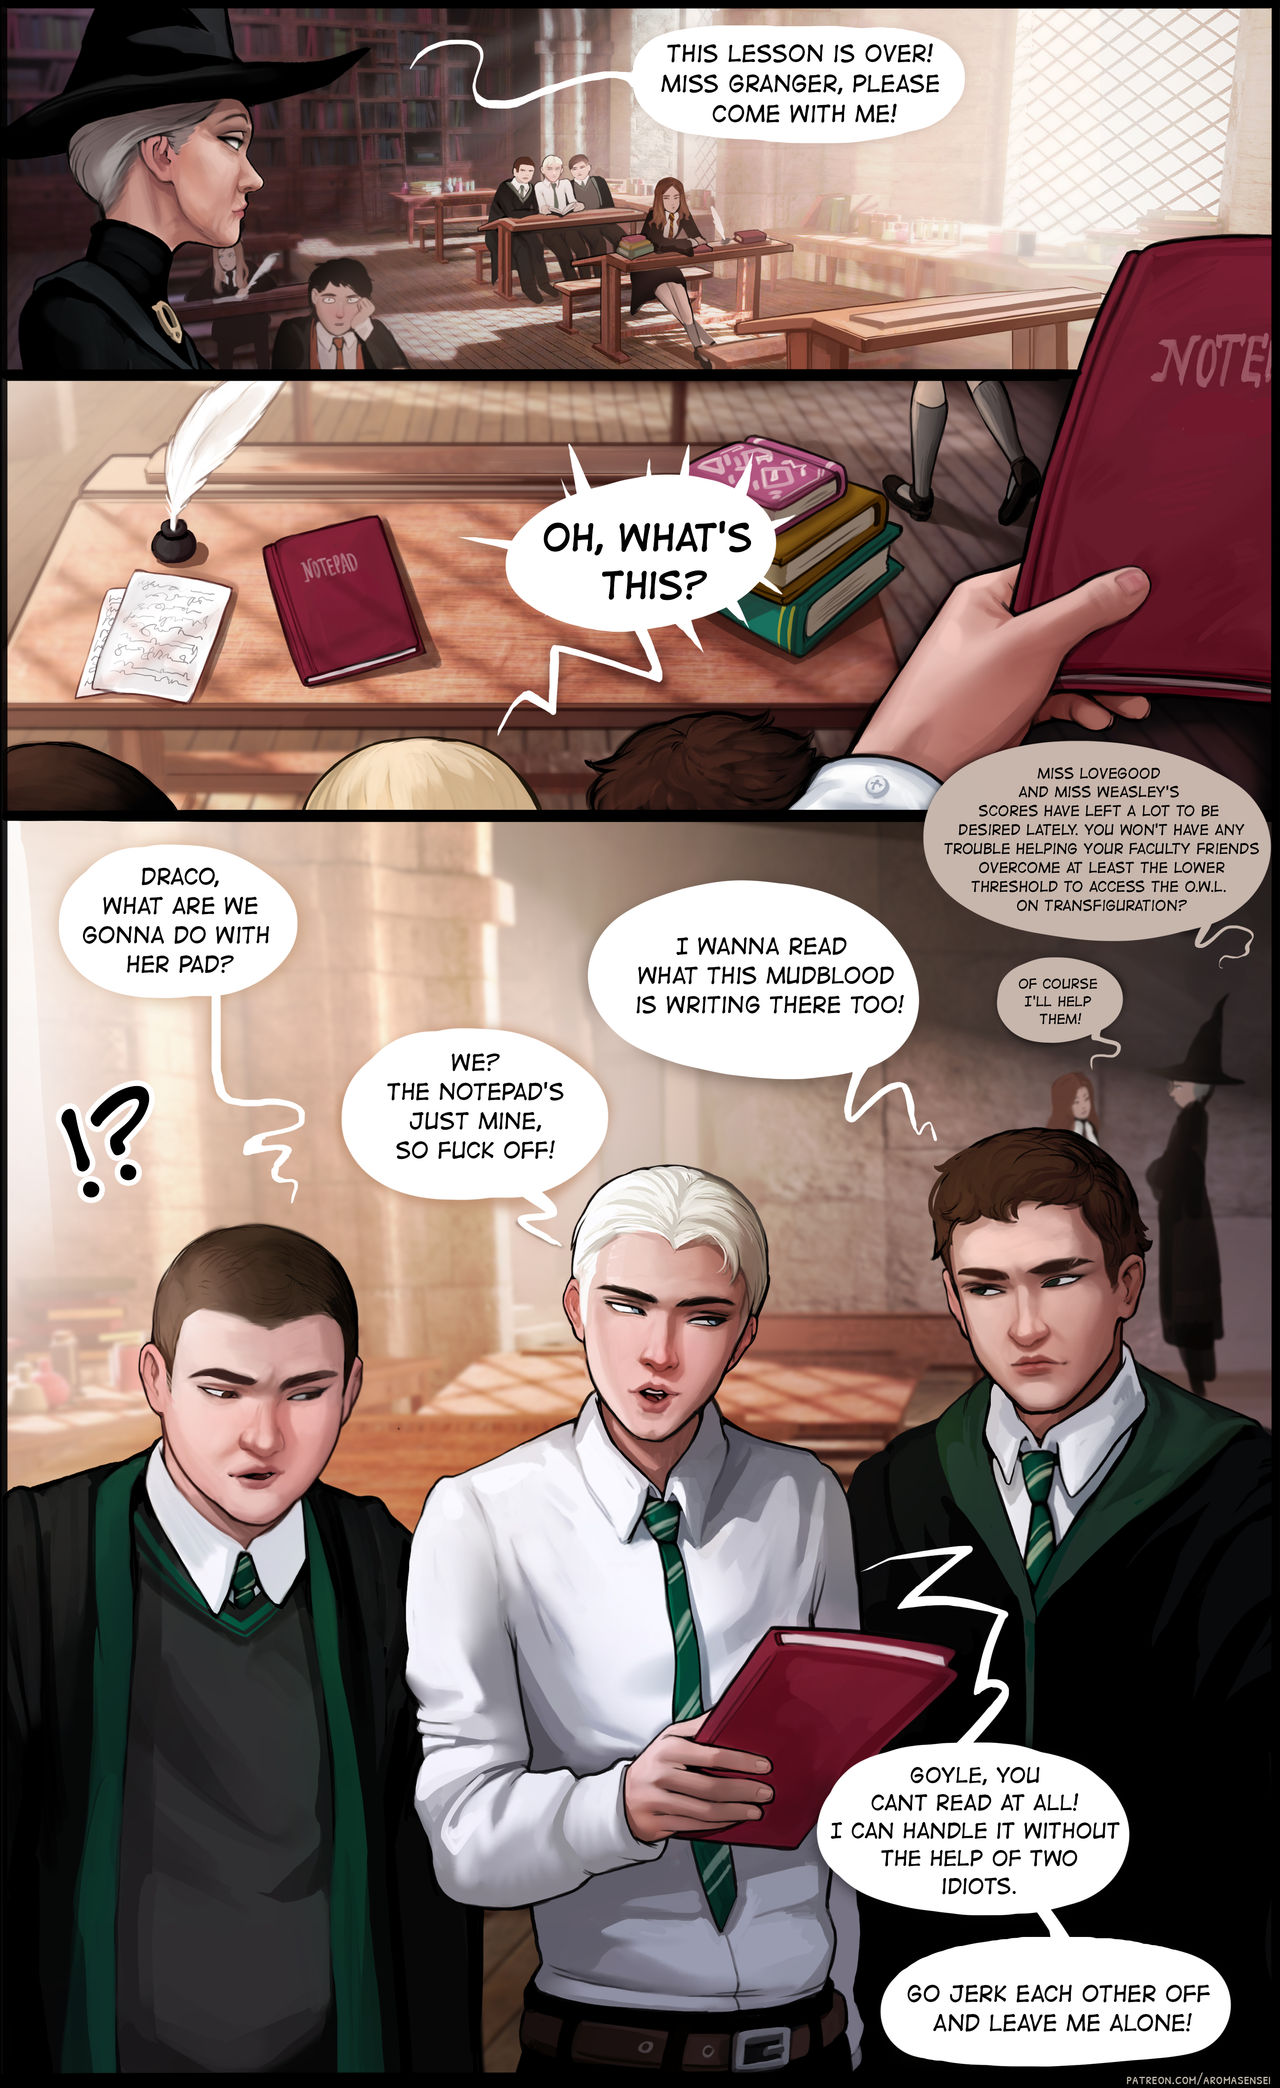 THIS LESSON IS OVER!
MISS GRANGER, PLEASE
COME WITH ME!
NOTEPAD
OH, WHAT'S
THIS?
MISS LOVEGOOD
AND MISS WEASLEY'S
SCORES HAVE LEFT A LOT TO BE
DESIRED LATELY. YOU WON'T HAVE ANY
TROUBLE HELPING YOUR FACULTY FRIENDS
OVERCOME AT LEAST THE LOWER
THRESHOLD TO ACCESS THE O.W.L.
ON TRANSFIGURATION?
OF COURSE
I'LL HELP
THEM!
DRACO,
WHAT ARE WE
GONNA DO WITH
HER PAD?
!?
WE?
THE NOTEPAD'S
JUST MINE,
SO FUCK OFF!
I WANNA READ
WHAT THIS MUDBLOOD
IS WRITING THERE TOO!
GOYLE, YOU
CANT READ AT ALL!
I CAN HANDLE IT WITHOUT
THE HELP OF TWO
IDIOTS.
GO JERK EACH OTHER OFF
AND LEAVE ME ALONE!
PATREON.COM/AROMASENSEI